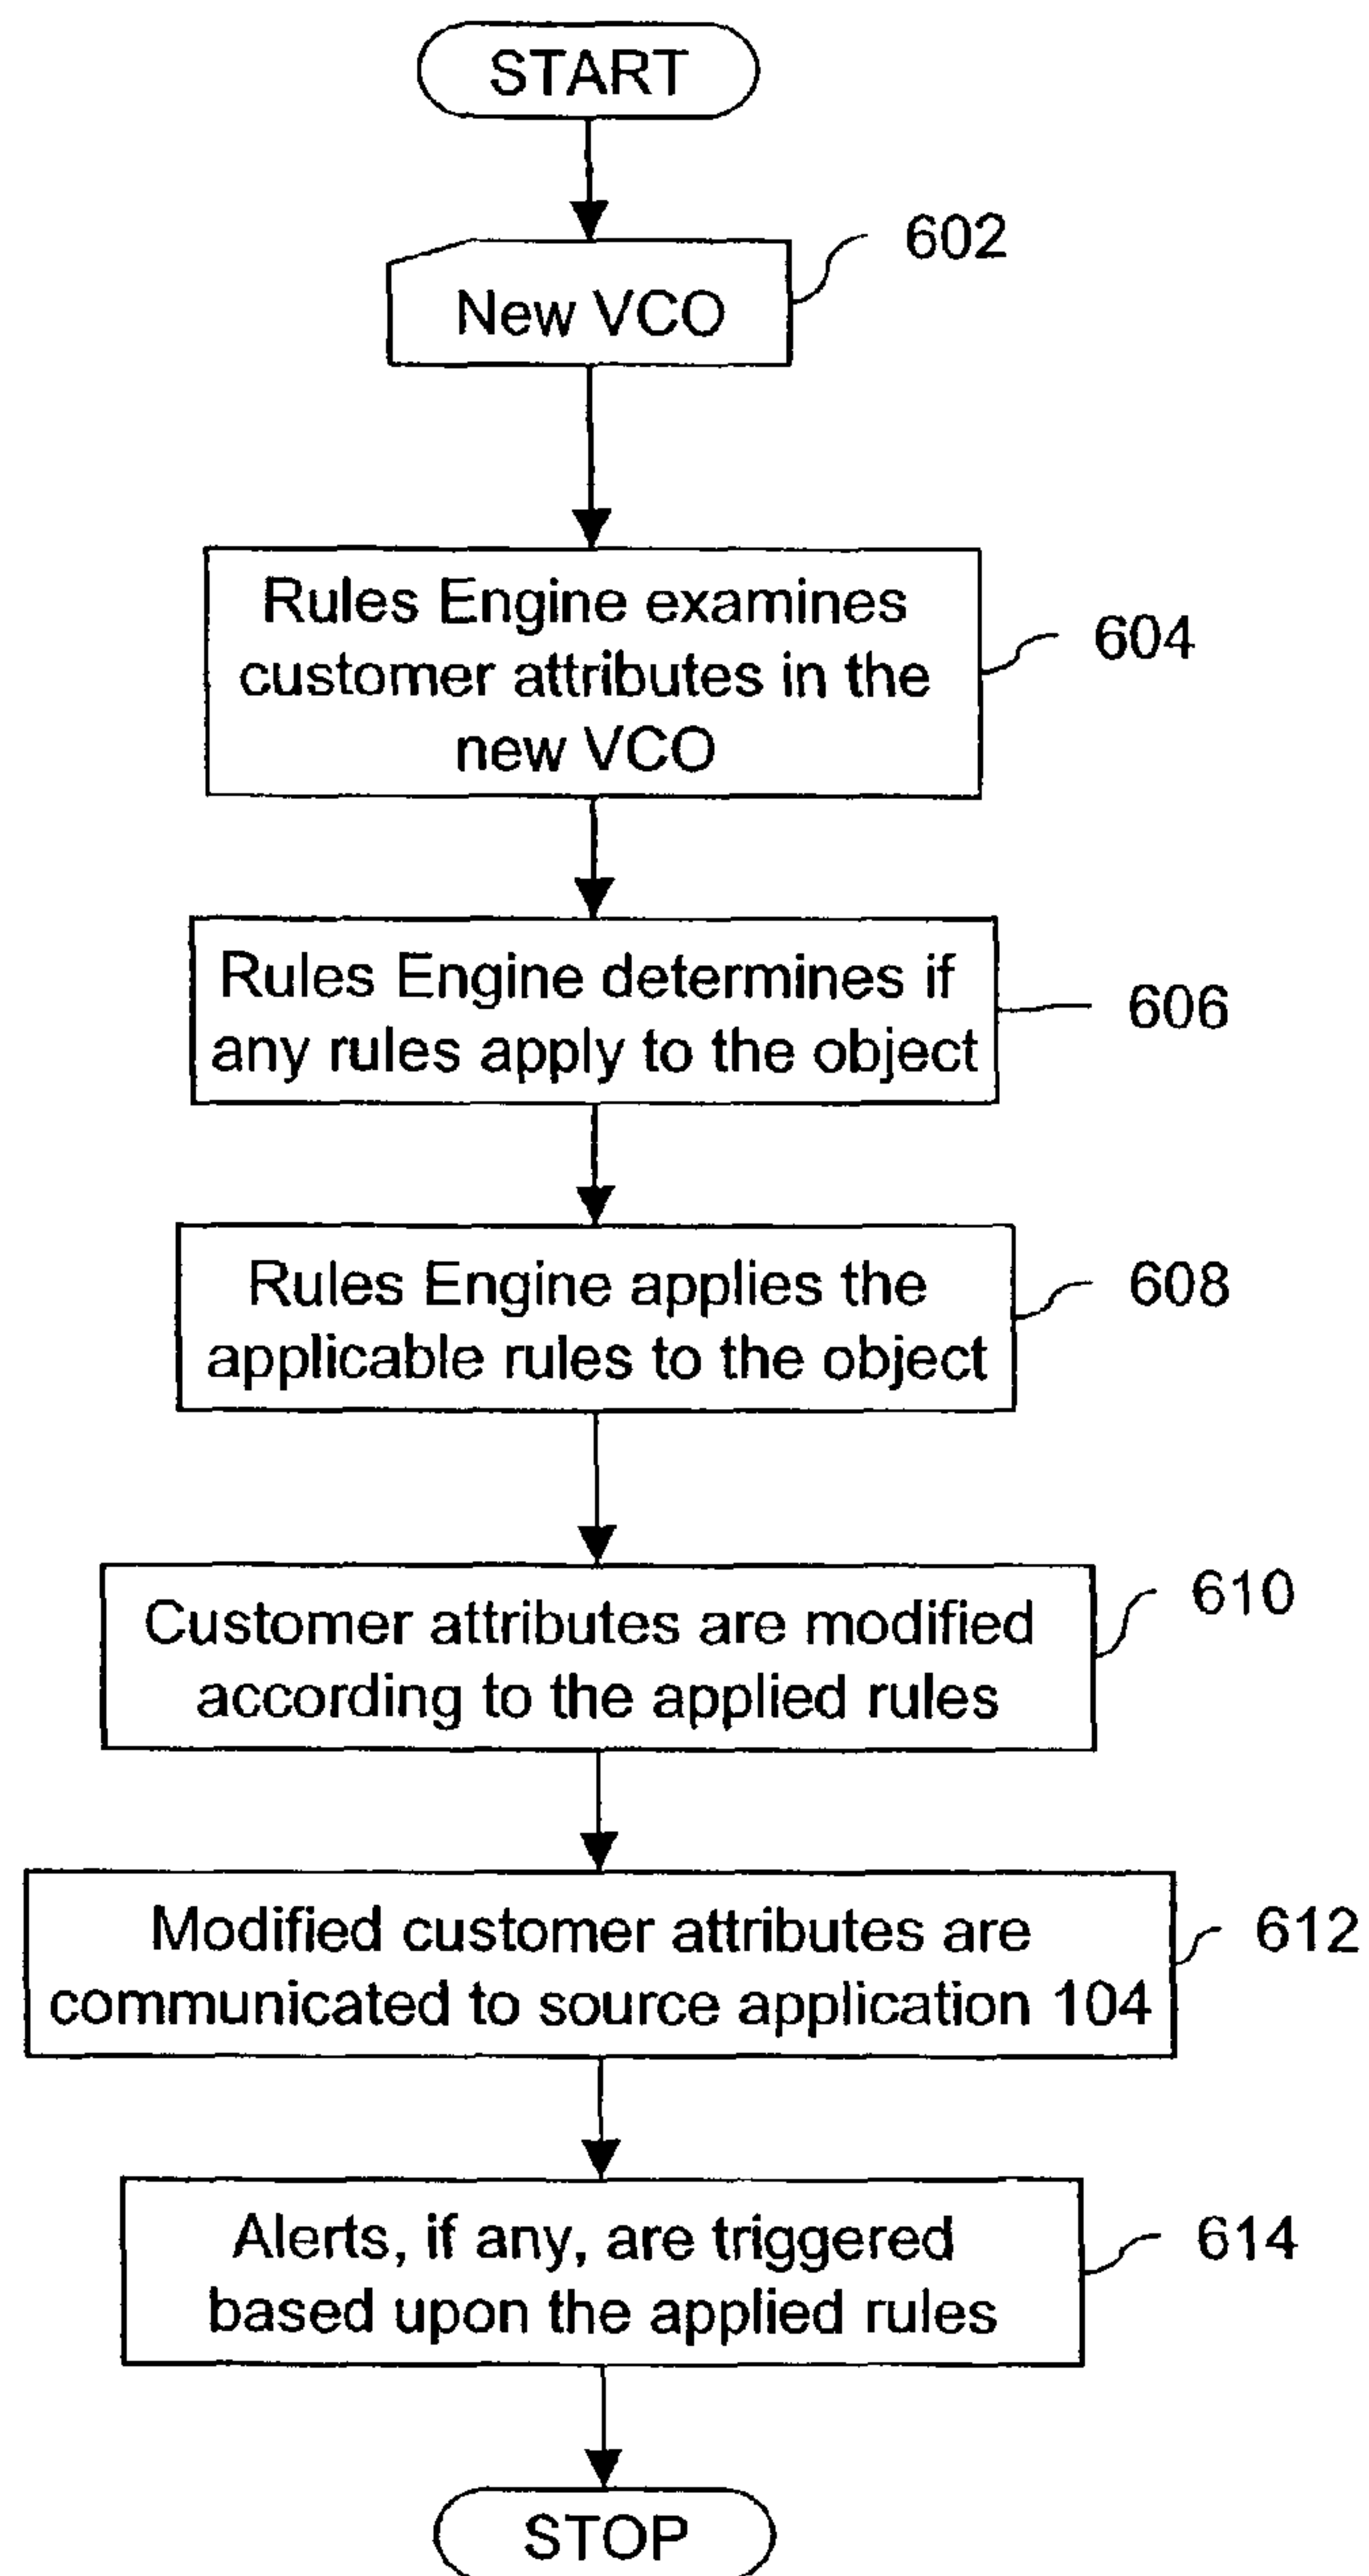 START
602
New VCO
Rules Engine examines
customer attributes in the
new VCO
604
Rules Engine determines if
any rules apply to the object
606
Rules Engine applies the
applicable rules to the object
608
Customer attributes are modified
according to the applied rules
610
Modified customer attributes are
communicated to source application 104
612
Alerts, if any, are triggered
based upon the applied rules
614
STOP